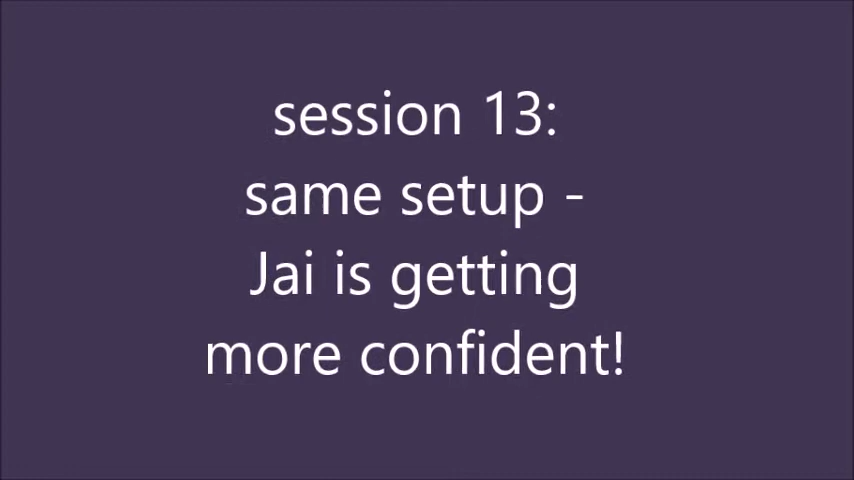 session 13:
same setup -
Jai is getting
more confident!